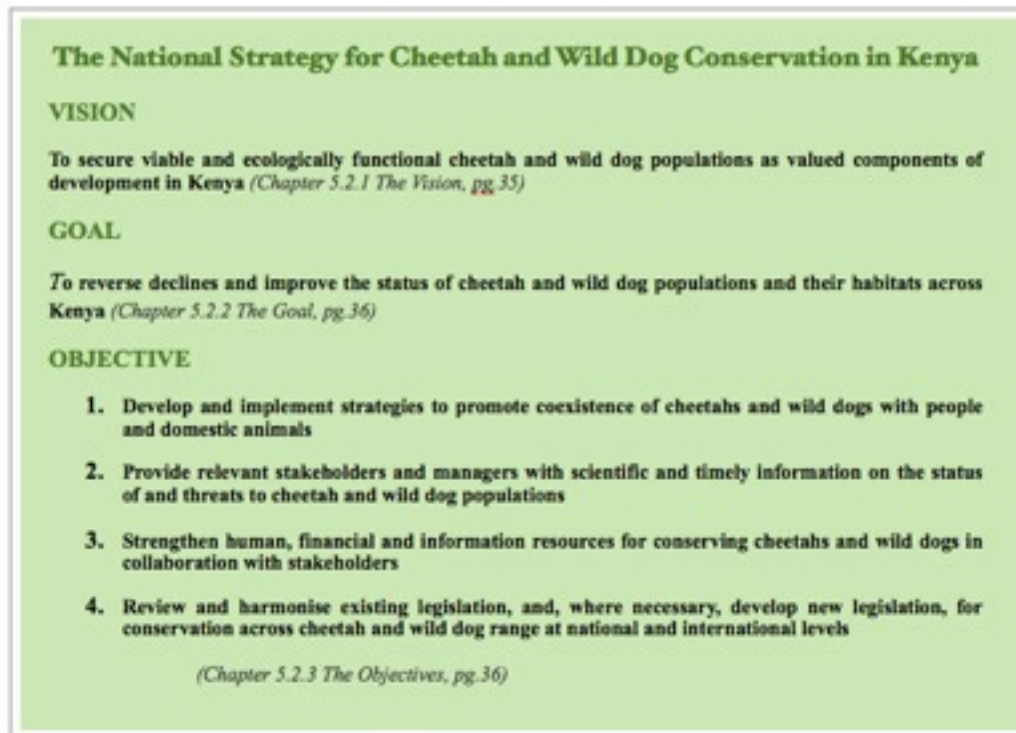 The National Strategy for Cheetah and Wild Dog Conservation in Kenya
VISION
To secure viable and ecologically functional cheetah and wild dog populations as valued components of
development in Kenya (Chapter 5.2.1 The Vision, pg.35)
GOAL
To reverse declines and improve the status of cheetah and wild dog populations and their habitats across
Kenya (Chapter 5.2.2 The Goal, pg.36)
OBJECTIVE
1. Develop and implement strategies to promote coexistence of cheetahs and wild dogs with people
and domestic animals
2. Provide relevant stakeholders and managers with scientific and timely information on the status
of and threats to cheetah and wild dog populations
3. Strengthen human, financial and information resources for conserving cheetahs and wild dogs in
collaboration with stakeholders
4. Review and harmonise existing legislation, and, where necessary, develop new legislation, for
conservation across cheetah and wild dog range at national and international levels
(Chapter 5.2.3 The Objectives, pg.36)